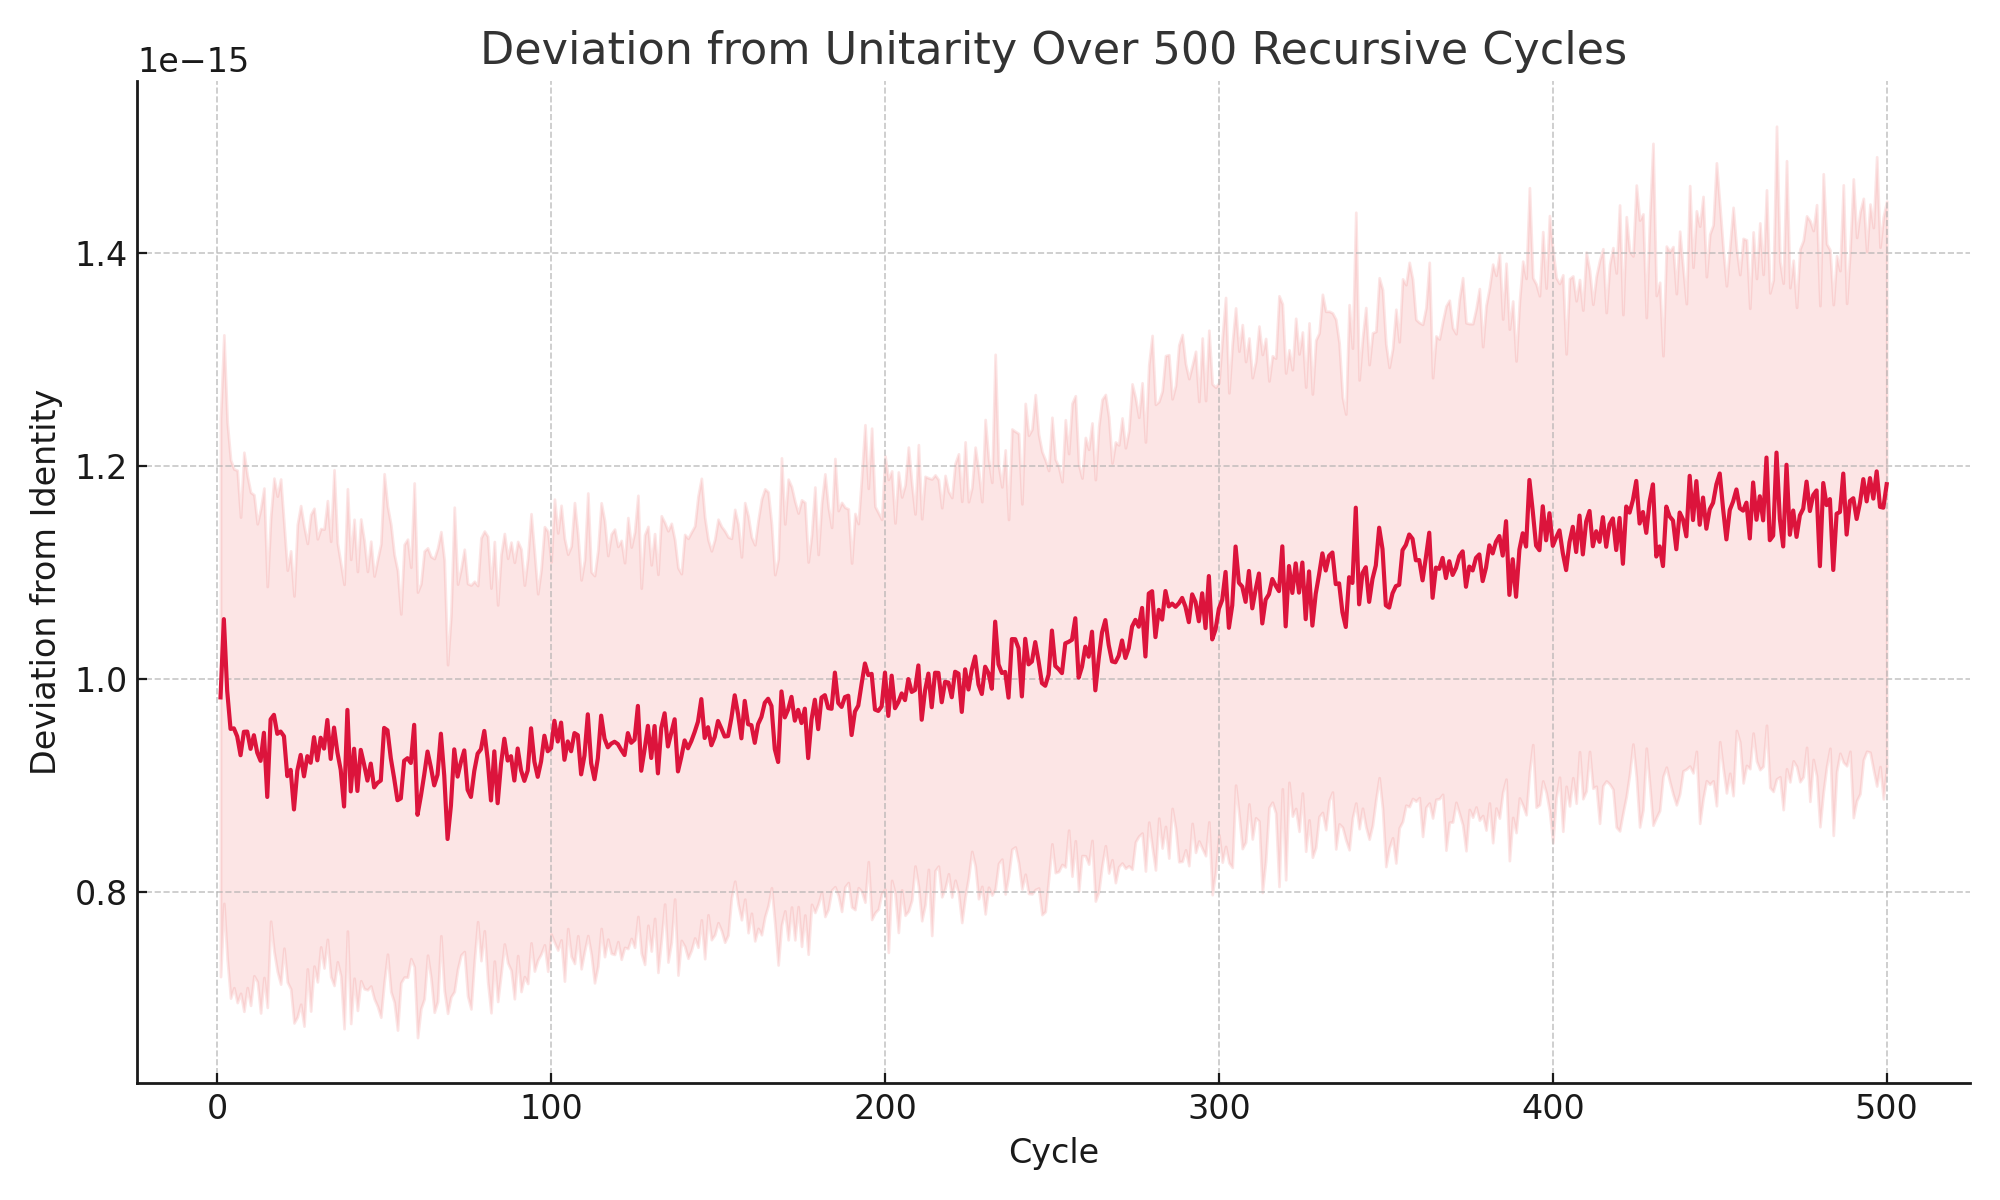 Deviation from Unitarity Over 500 Recursive Cycles
1e−15
1.4
1.2
1.0
0.8
Deviation from Identity
0 100 200 300 400 500
Cycle